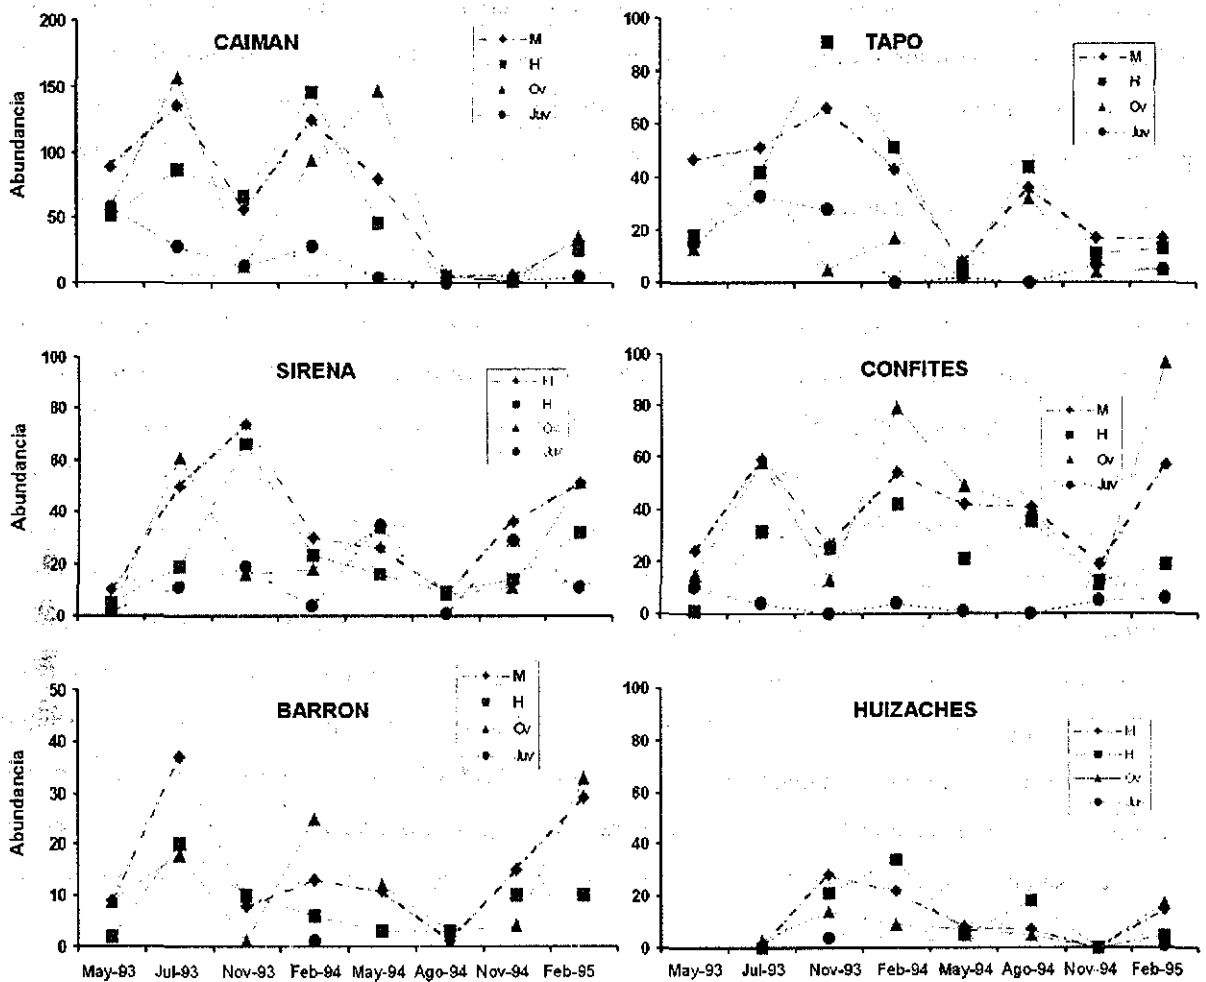 CAIMAN
Abundancia
200
150
100
50
0
M
H
Ov
Juv
TAPO
100
80
60
40
20
0
M
H
Ov
Juv
SIRENA
Abundancia
100
80
60
40
20
0
H
Juv
CONFITES
100
80
60
40
20
0
M
H
Ov
Juv
BARRON
Abundancia
50
40
30
20
10
0
M
H
Ov
Juv
May-93 Jul-93 Nov-93 Feb-94 May-94 Ago-94 Nov-94 Feb-95
HUIZACHES
100
80
60
40
20
0
H
Ov
May-93 Jul-93 Nov-93 Feb-94 May-94 Ago-94 Nov-94 Feb-95